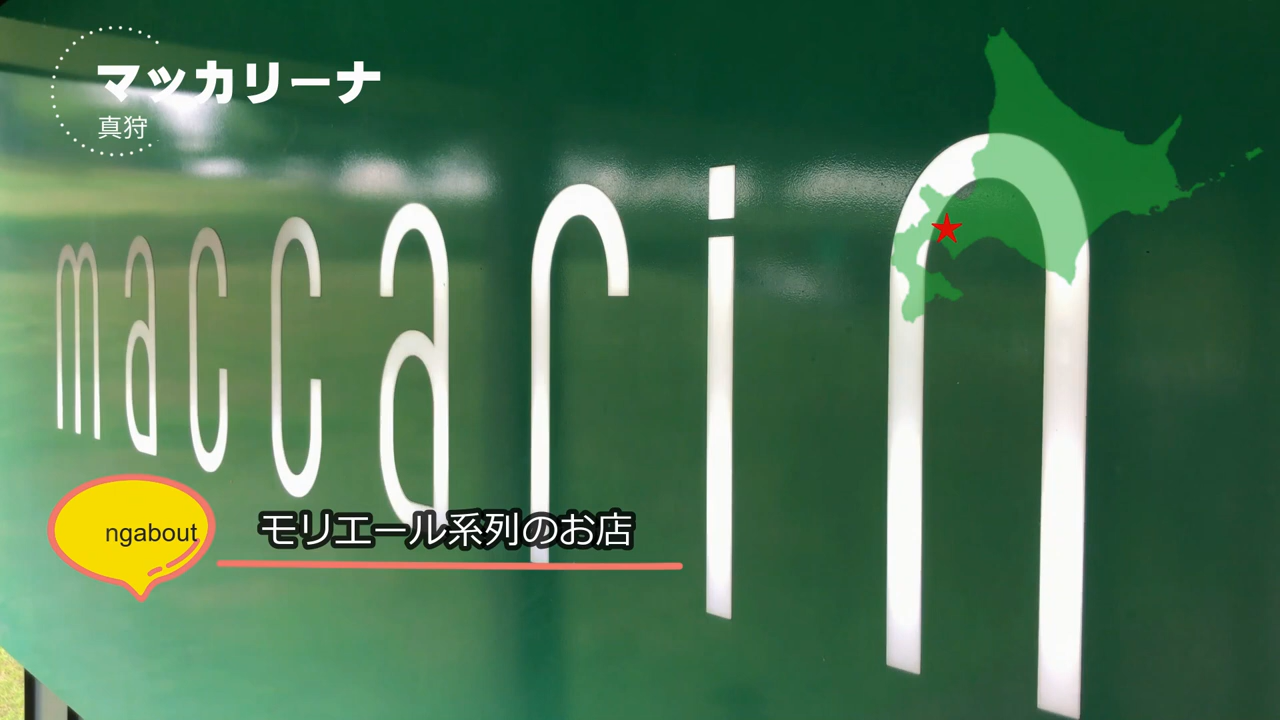 マッカリーナ
真狩
maccarin
ngabout
モリエール系列のお店